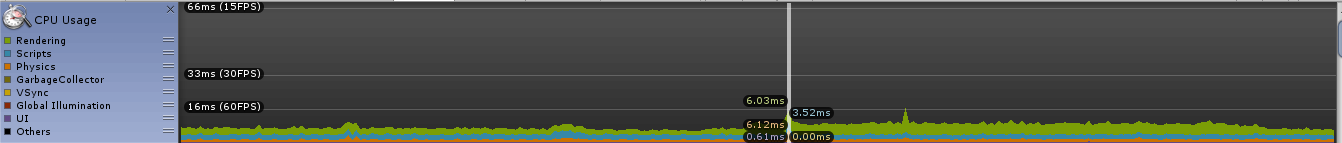 CPU Usage
Rendering
Scripts
Physics
GarbageCollector
VSync
Global Illumination
UI
Others
66ms (15FPS)
33ms (30FPS)
16ms (60FPS)
6.03ms
3.52ms
6.12ms
0.61ms
0.00ms